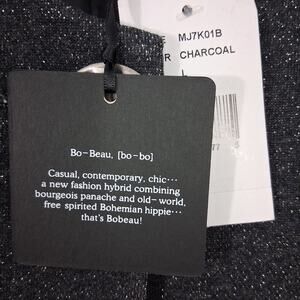 MJ7K01B
CHARCOAL
L
Bo-Beau, [bo-bo]
Casual, contemporary, chic···
a new fashion hybrid combining
bourgeois panache and old-world,
free spirited Bohemian hippie···
that's Bobeau!